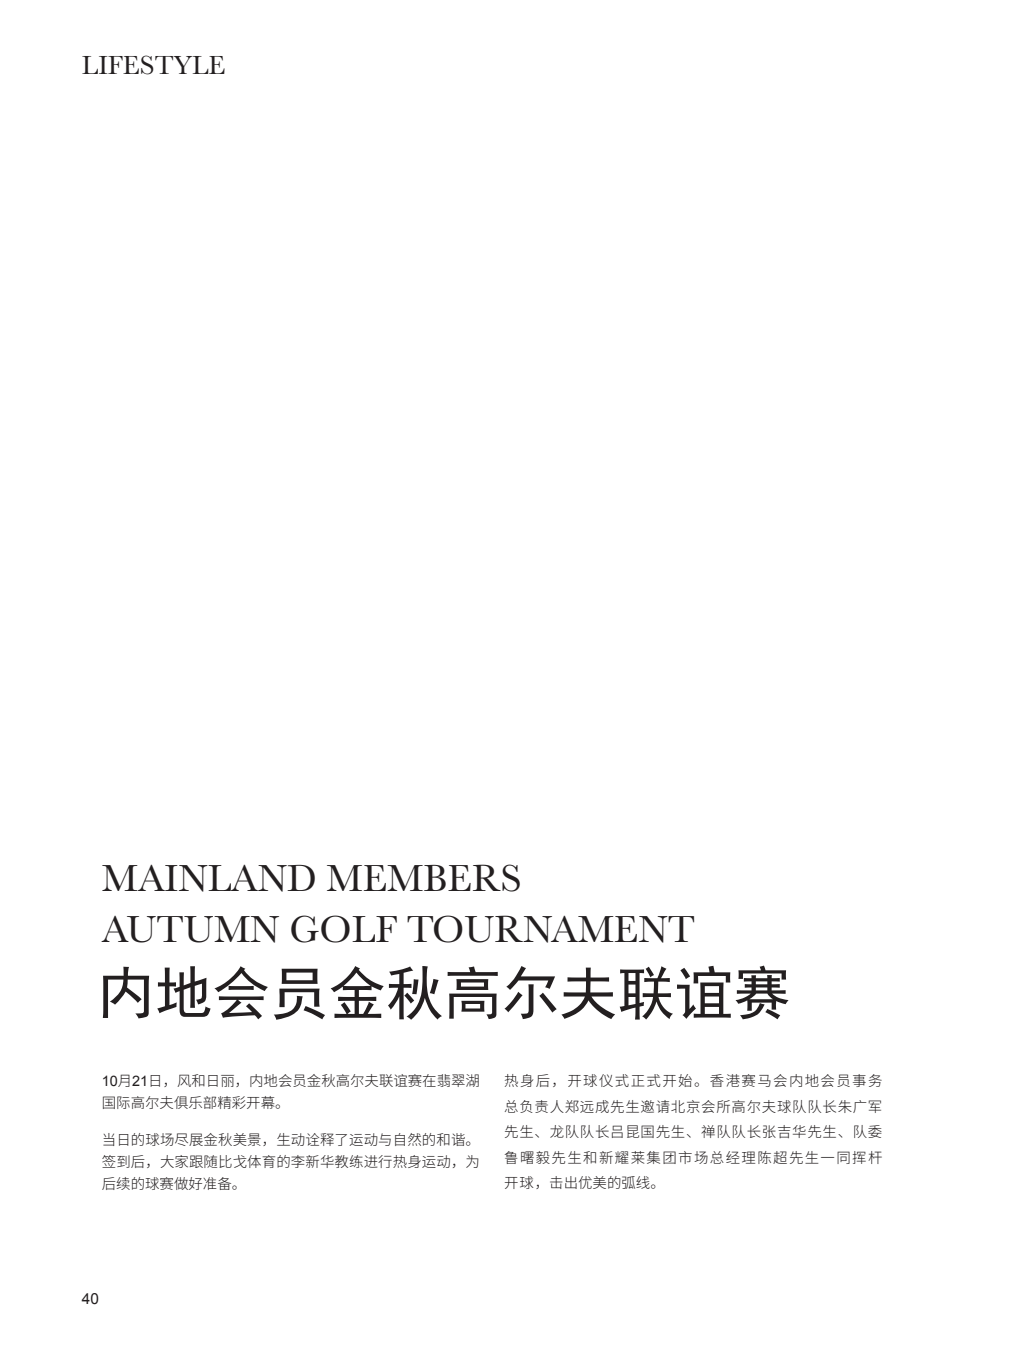 LIFESTYLE
MAINLAND MEMBERS
AUTUMN GOLF TOURNAMENT
内地会员金秋高尔夫联谊赛
10月21日，风和日丽，内地会员金秋高尔夫联谊赛在翡翠湖
国际高尔夫俱乐部精彩开幕。
当日的球场尽展金秋美景，生动诠释了运动与自然的和谐。
签到后，大家跟随比戈体育的李新华教练进行热身运动，为
后续的球赛做好准备。
热身后，开球仪式正式开始。香港赛马会内地会员事务
总负责人郑远成先生邀请北京会所高尔夫球队队长朱广军
先生、龙队队长吕昆国先生、禅队队长张吉华先生、队委
鲁曙毅先生和新耀莱集团市场总经理陈超先生一同挥杆
开球，击出优美的弧线。
40